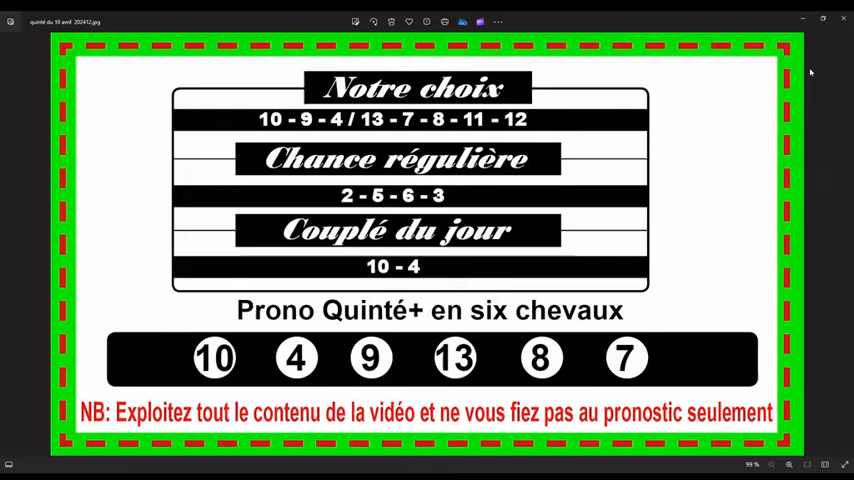 quinté du 10 avril 202412.jpg
Notre choix
10 - 9 - 4 / 13 - 7 - 8 - 11 - 12
Chance régulière
2 - 5 - 6 - 3
Couplé du jour
10 - 4
Prono Quinté+ en six chevaux
10 4 9 13 8 7
NB: Exploitez tout le contenu de la vidéo et ne vous fiez pas au pronostic seulement
99 %